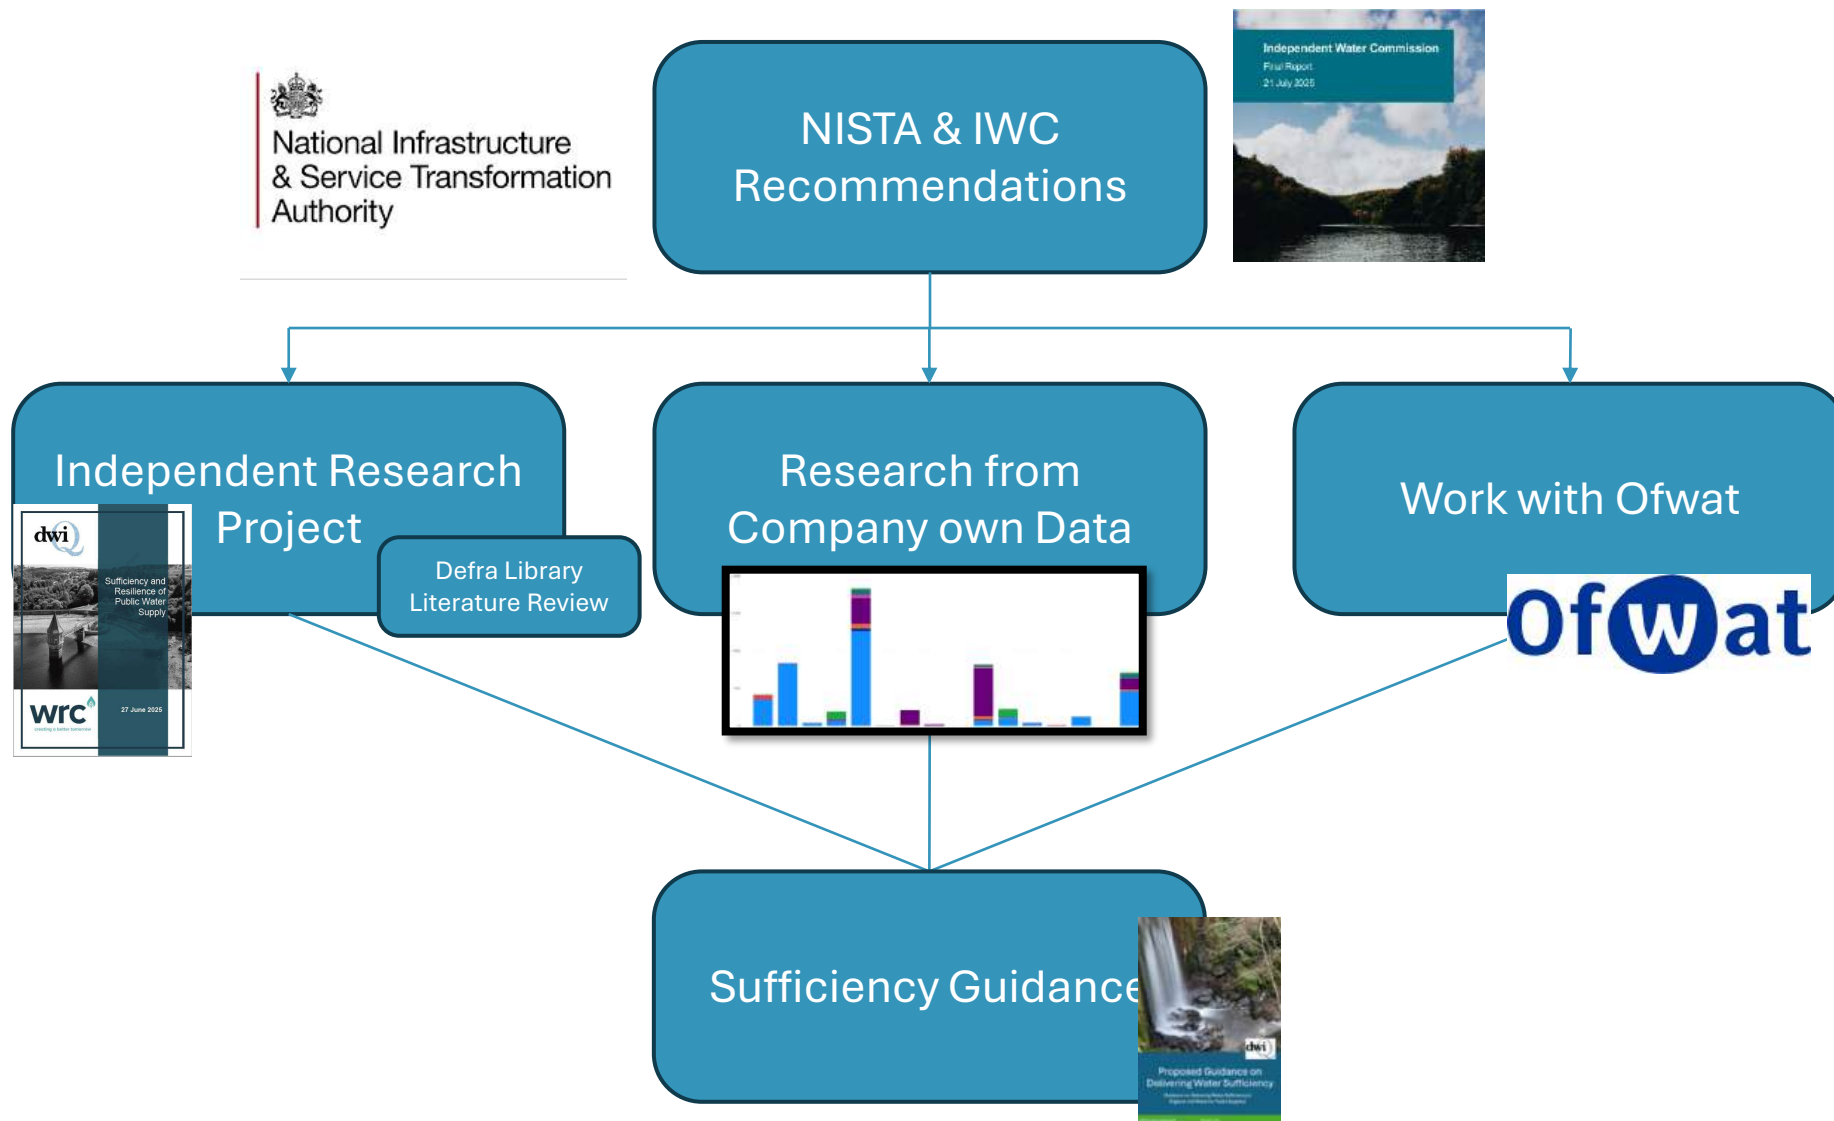 National Infrastructure
& Service Transformation
Authority
NISTA & IWC
Recommendations
Independent Water Commission
Final Report
21 July 2025
Independent Research
Project
dwi
Sufficiency and
Resilience of
Public Water
Supply
wrc
27 June 2025
Defra Library
Literature Review
Research from
Company own Data
Work with Ofwat
Ofwat
Sufficiency Guidance
dwi
Proposed Guidance on
Delivering Water Sufficiency